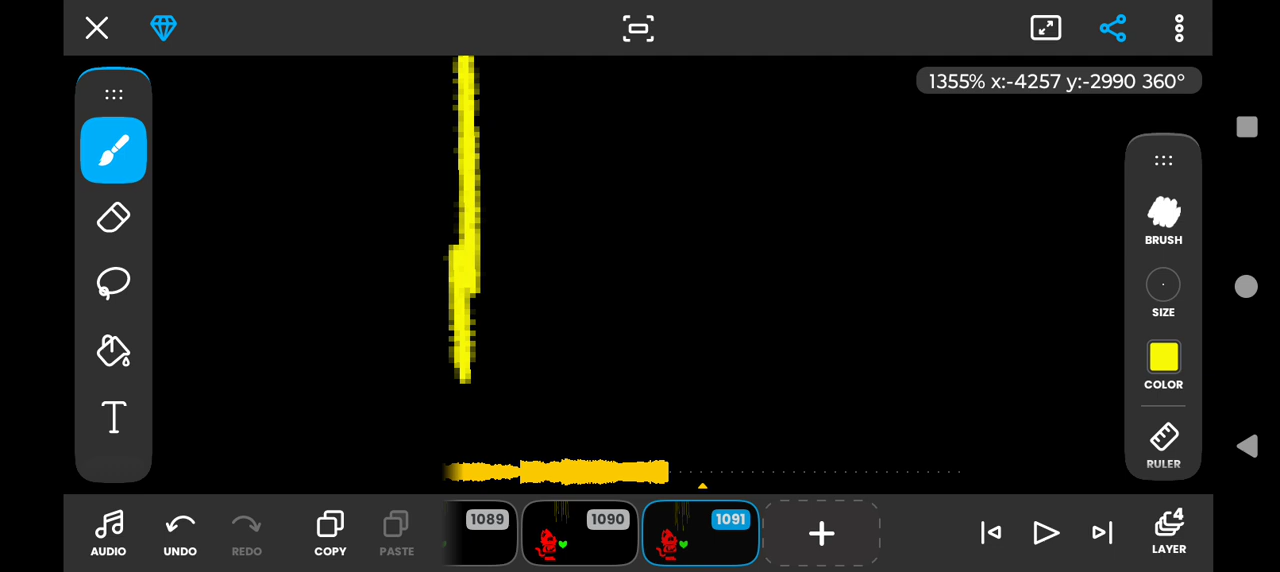 1355% x:-4257 y:-2990 360°
BRUSH
SIZE
COLOR
RULER
1089
1090
1091
AUDIO
UNDO
REDO
COPY
PASTE
4
LAYER